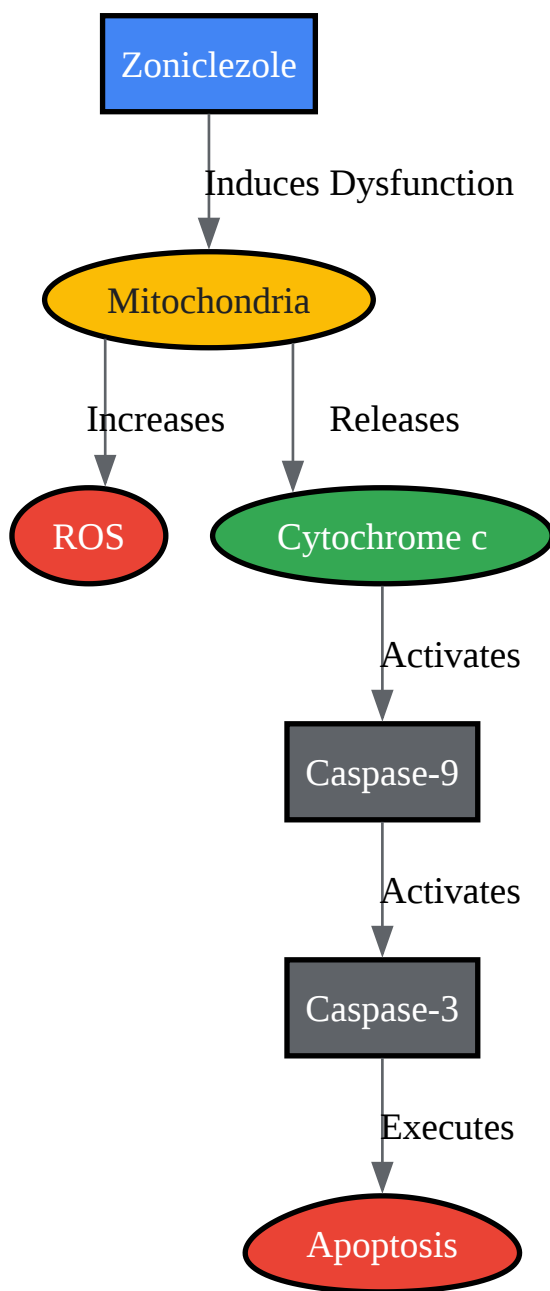 Zoniclezole
Induces Dysfunction
Mitochondria
Increases
Releases
ROS
Cytochrome c
Activates
Caspase-9
Activates
Caspase-3
Executes
Apoptosis